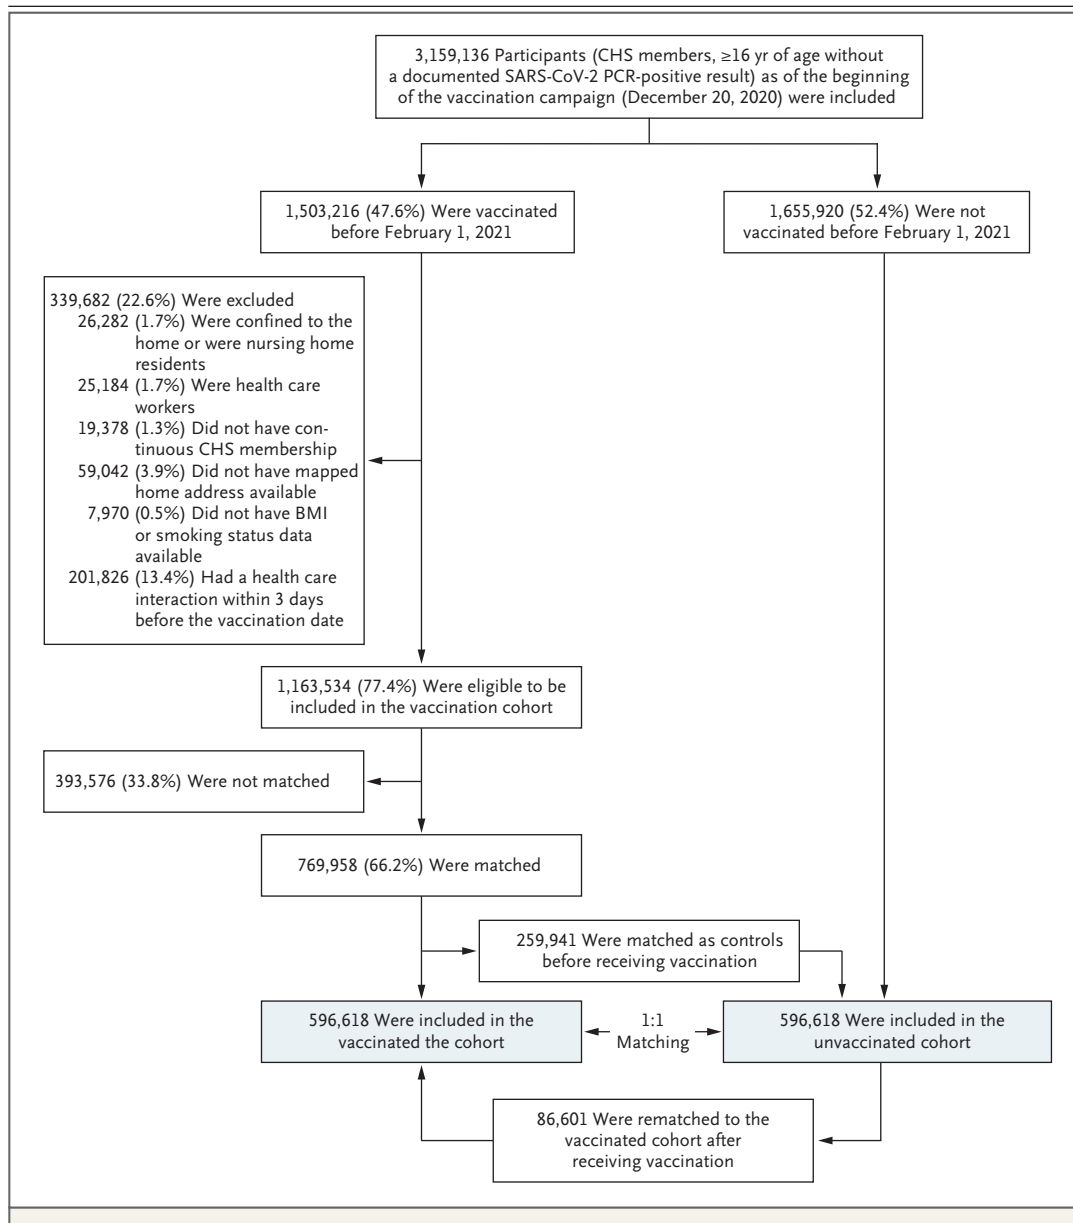 3,159,136 Participants (CHS members, ≥16 yr of age without
a documented SARS-CoV-2 PCR-positive result) as of the beginning
of the vaccination campaign (December 20, 2020) were included
1,503,216 (47.6%) Were vaccinated
before February 1, 2021
1,655,920 (52.4%) Were not
vaccinated before February 1, 2021
339,682 (22.6%) Were excluded
26,282 (1.7%) Were confined to the
home or were nursing home
residents
25,184 (1.7%) Were health care
workers
19,378 (1.3%) Did not have con-
tinuous CHS membership
59,042 (3.9%) Did not have mapped
home address available
7,970 (0.5%) Did not have BMI
or smoking status data
available
201,826 (13.4%) Had a health care
interaction within 3 days
before the vaccination date
1,163,534 (77.4%) Were eligible to be
included in the vaccination cohort
393,576 (33.8%) Were not matched
769,958 (66.2%) Were matched
259,941 Were matched as controls
before receiving vaccination
596,618 Were included in the
vaccinated the cohort
1:1
Matching
596,618 Were included in the
unvaccinated cohort
86,601 Were rematched to the
vaccinated cohort after
receiving vaccination